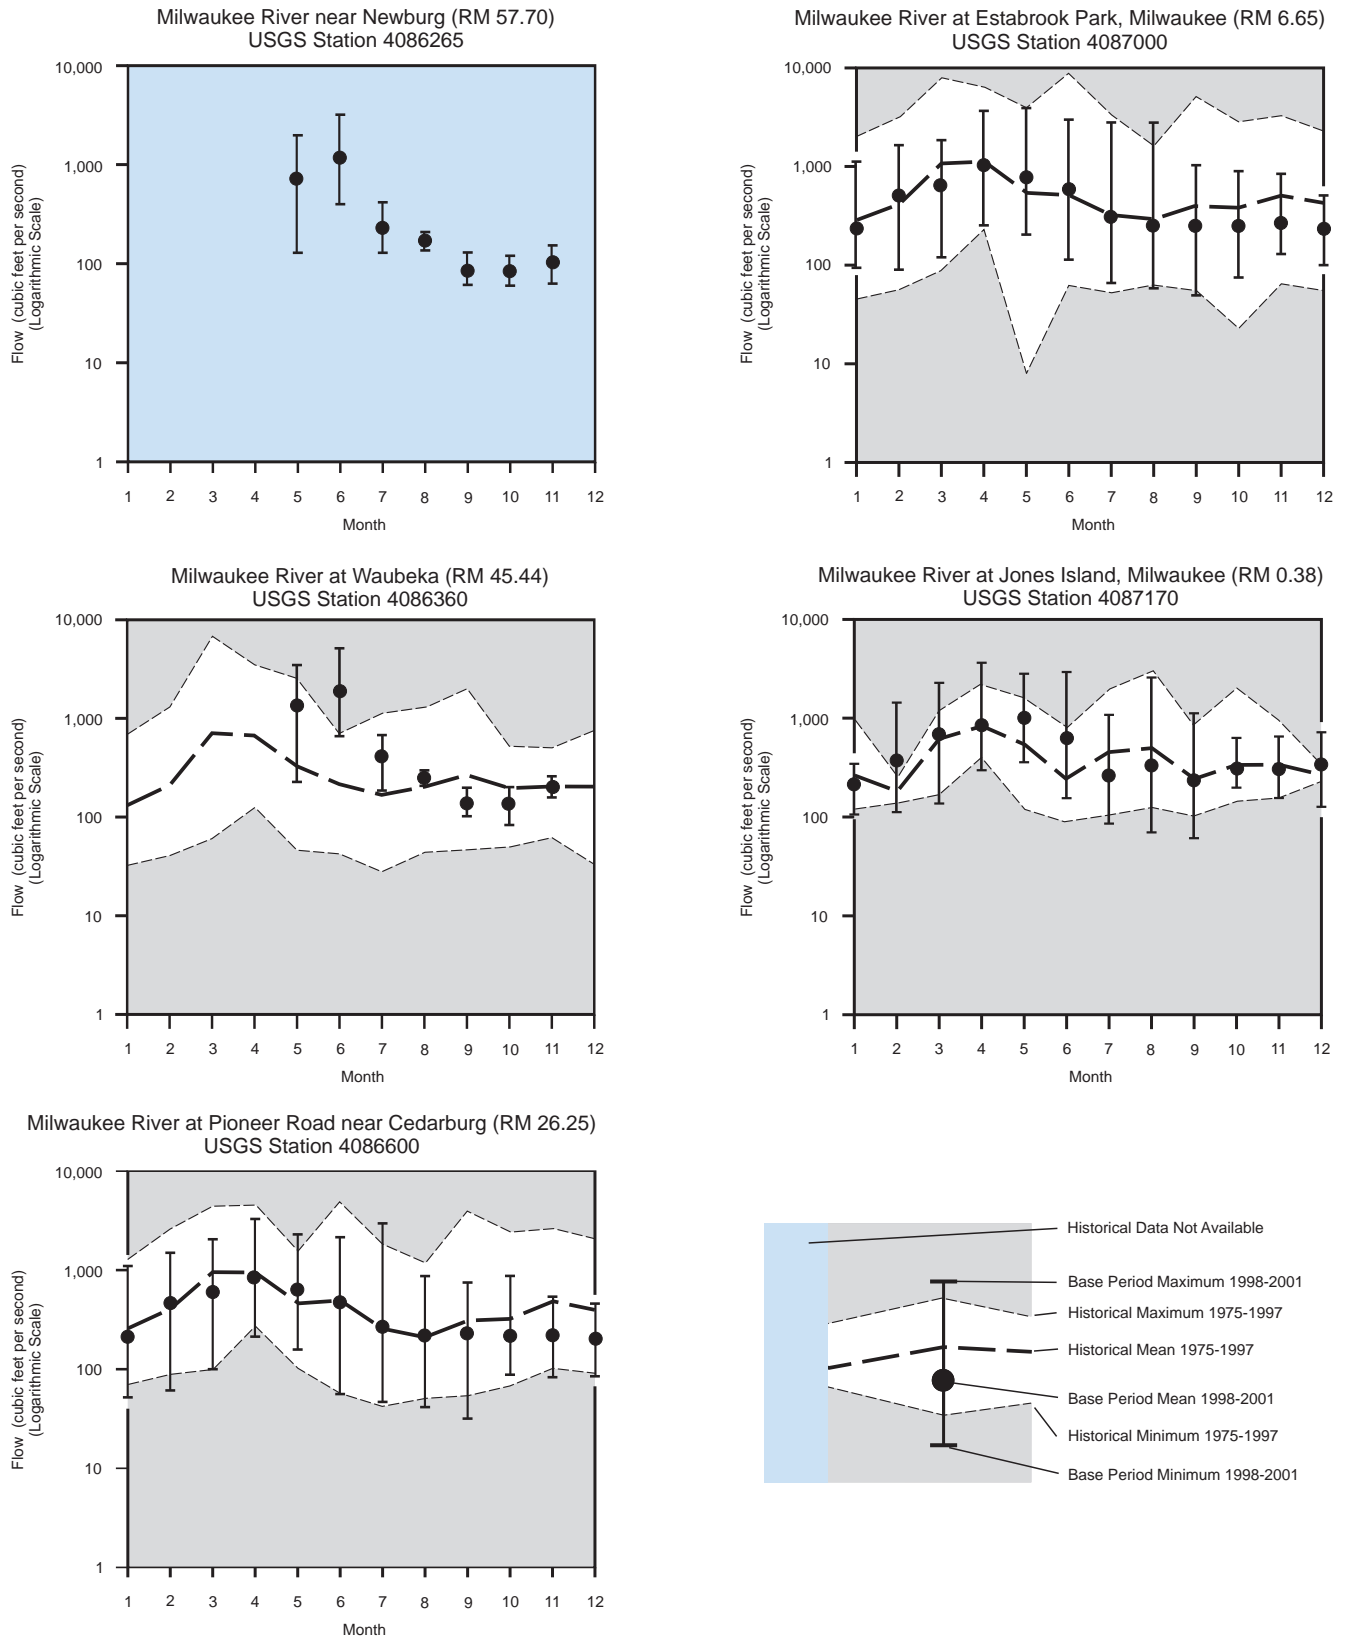 Milwaukee River near Newburg (RM 57.70)
USGS Station 4086265
10,000
1,000
100
10
1
Flow (cubic feet per second)
(Logarithmic Scale)
1 2 3 4 5 6 7 8 9 10 11 12
Month
Milwaukee River at Estabrook Park, Milwaukee (RM 6.65)
USGS Station 4087000
10,000
1,000
100
10
1
Flow (cubic feet per second)
(Logarithmic Scale)
1 2 3 4 5 6 7 8 9 10 11 12
Month
Milwaukee River at Waubeka (RM 45.44)
USGS Station 4086360
10,000
1,000
100
10
1
Flow (cubic feet per second)
(Logarithmic Scale)
1 2 3 4 5 6 7 8 9 10 11 12
Month
Milwaukee River at Jones Island, Milwaukee (RM 0.38)
USGS Station 4087170
10,000
1,000
100
10
1
Flow (cubic feet per second)
(Logarithmic Scale)
1 2 3 4 5 6 7 8 9 10 11 12
Month
Milwaukee River at Pioneer Road near Cedarburg (RM 26.25)
USGS Station 4086600
10,000
1,000
100
10
1
Flow (cubic feet per second)
(Logarithmic Scale)
1 2 3 4 5 6 7 8 9 10 11 12
Month
Historical Data Not Available
Base Period Maximum 1998-2001
Historical Maximum 1975-1997
Historical Mean 1975-1997
Base Period Mean 1998-2001
Historical Minimum 1975-1997
Base Period Minimum 1998-2001